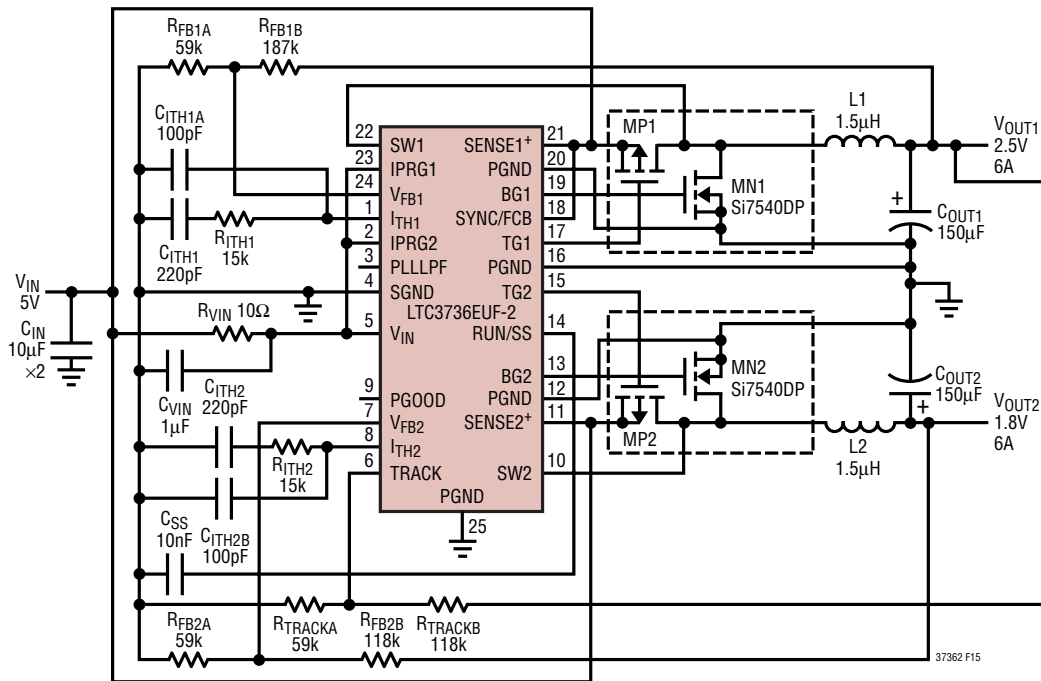 RFB1A
59k
RFB1B
187k
CITH1A
100pF
CITH1
220pF
RITH1
15k
VIN
5V
CIN
10µF
×2
RVIN 10Ω
CVIN
1µF
CITH2
220pF
RITH2
15k
CITH2B
100pF
CSS
10nF
RFB2A
59k
RTRACKA
59k
RFB2B
118k
RTRACKB
118k
22
SW1
23
IPRG1
24
VFB1
1
ITH1
2
IPRG2
3
PLLLPF
4
SGND
LTC3736EUF-2
5
VIN
9
PGOOD
7
VFB2
8
ITH2
6
TRACK
PGND
25
SENSE1+
21
PGND
20
BG1
19
SYNC/FCB
18
TG1
17
PGND
16
TG2
15
RUN/SS
14
BG2
13
PGND
12
SENSE2+
11
SW2
10
MP1
MN1
Si7540DP
MN2
Si7540DP
MP2
L1
1.5µH
VOUT1
2.5V
6A
+
COUT1
150µF
COUT2
150µF
+
VOUT2
1.8V
6A
L2
1.5µH
37362 F15